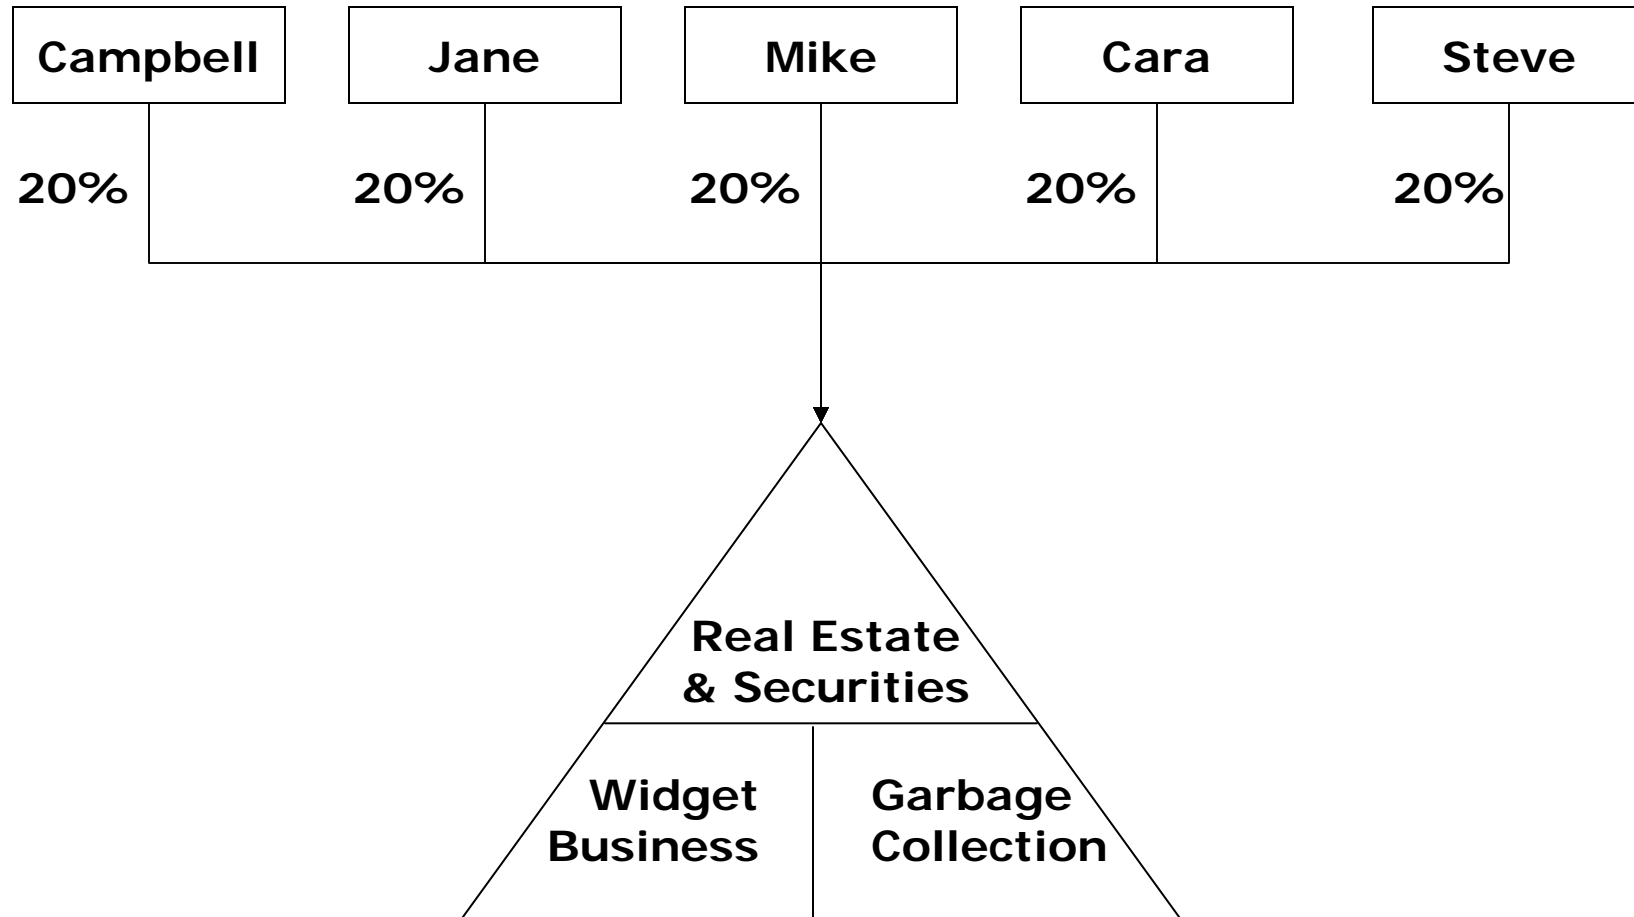 Campbell
Jane
Mike
Cara
Steve
20%
20%
20%
20%
20%
Real Estate
& Securities
Widget
Business
Garbage
Collection